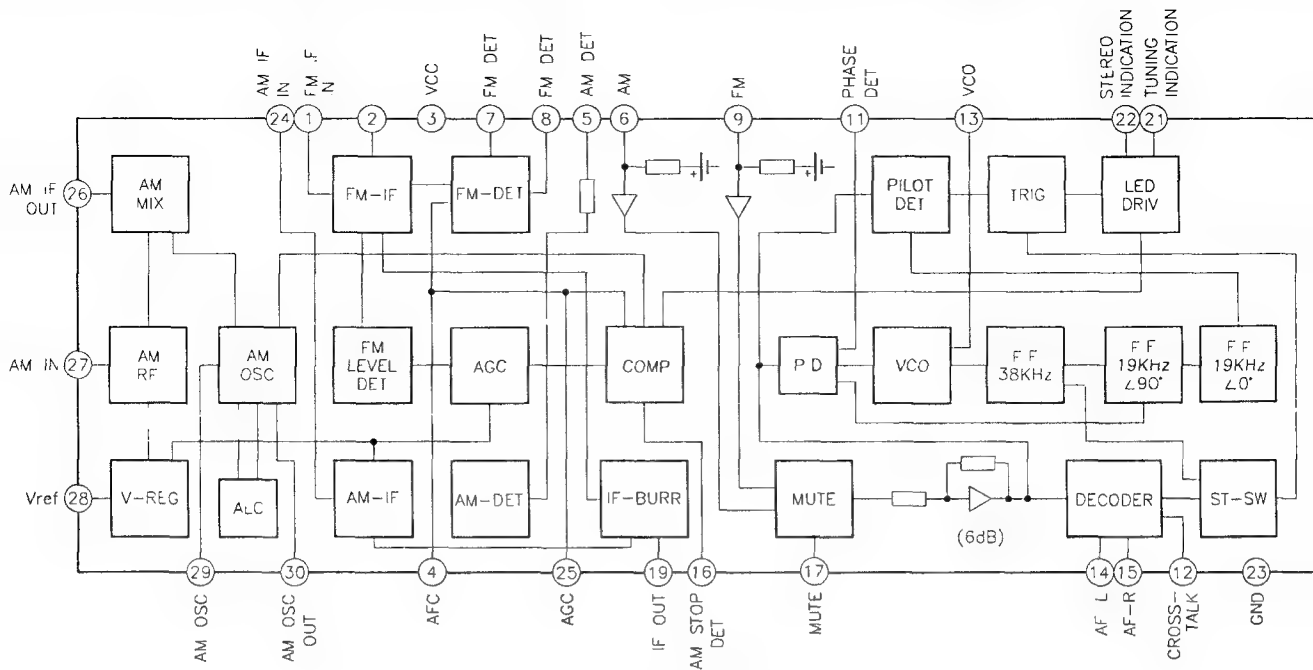 AM IF
IN
FM IF
IN
VCC
FM DET
FM DET
AM DET
AM
FM
PHASE
DET
VCO
STEREO
INDICATION
TUNING
INDICATION
24
1
2
3
7
8
5
6
9
11
13
22
21
AM IF
OUT
26
AM
MIX
FM-IF
FM-DET
+
+
PILOT
DET
TRIG
LED
DRIV
AM IN
27
AM
RF
AM
OSC
FM
LEVEL
DET
AGC
COMP
P D
VCO
F F
38KHz
F F
19KHz
∠90°
F F
19KHz
∠0°
Vref
28
V-REG
ALC
AM-IF
AM-DET
IF-BURR
MUTE
(6dB)
DECODER
ST-SW
29
30
4
25
19
16
17
14
15
12
23
AM OSC
AM OSC
OUT
AFC
AGC
IF OUT
AM STOP
DET
MUTE
AF L
AF-R
CROSS-
TALK
GND